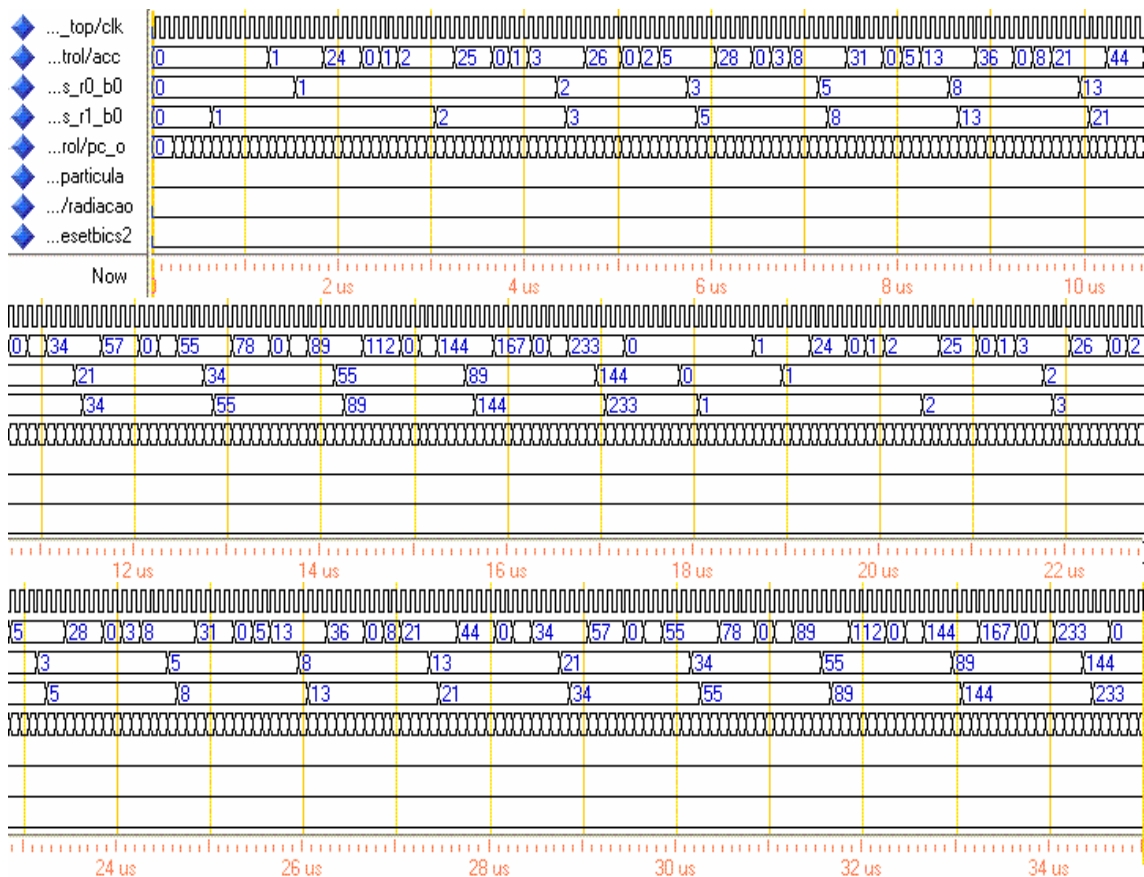 ..._top/clk
...trol/acc 0 1 24 0 1 2 25 0 1 3 26 0 2 5 28 0 3 8 31 0 5 13 36 0 8 21 44
...s_r0_b0 0 1 2 3 5 8 13
...s_r1_b0 0 1 2 3 5 8 13 21
...rol/pc_o 0
...particula
.../radiacao
...esetbics2
Now 2 us 4 us 6 us 8 us 10 us
0 34 57 0 55 78 0 89 112 0 144 167 0 233 0 1 24 0 1 2 25 0 1 3 26 0 2
21 34 55 89 144 0 1 2
34 55 89 144 233 1 2 3
12 us 14 us 16 us 18 us 20 us 22 us
5 28 0 3 8 31 0 5 13 36 0 8 21 44 0 34 57 0 55 78 0 89 112 0 144 167 0 233 0
3 5 8 13 21 34 55 89 144
5 8 13 21 34 55 89 144 233
24 us 26 us 28 us 30 us 32 us 34 us